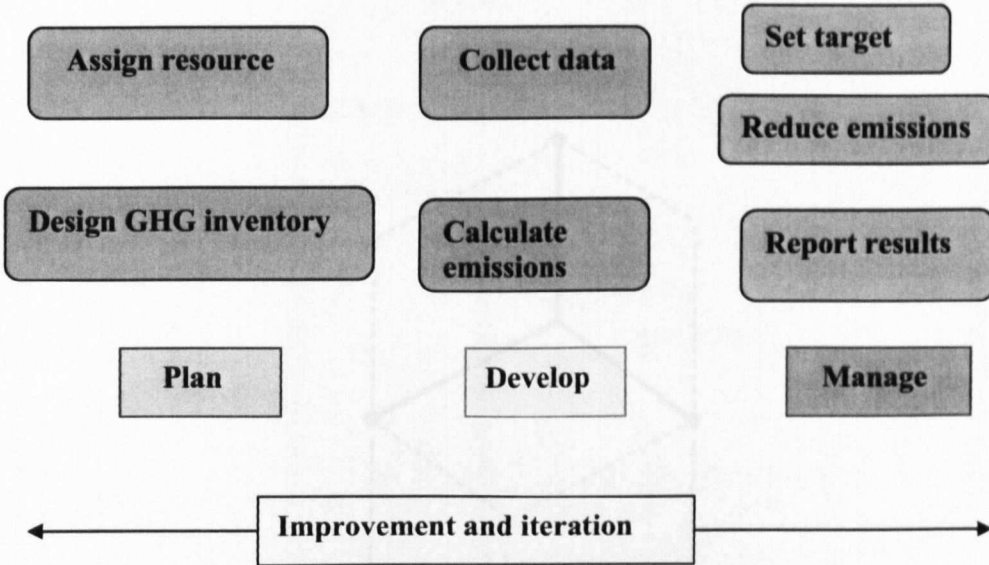 Assign resource
Collect data
Set target
Reduce emissions
Design GHG inventory
Calculate
emissions
Report results
Plan
Develop
Manage
Improvement and iteration